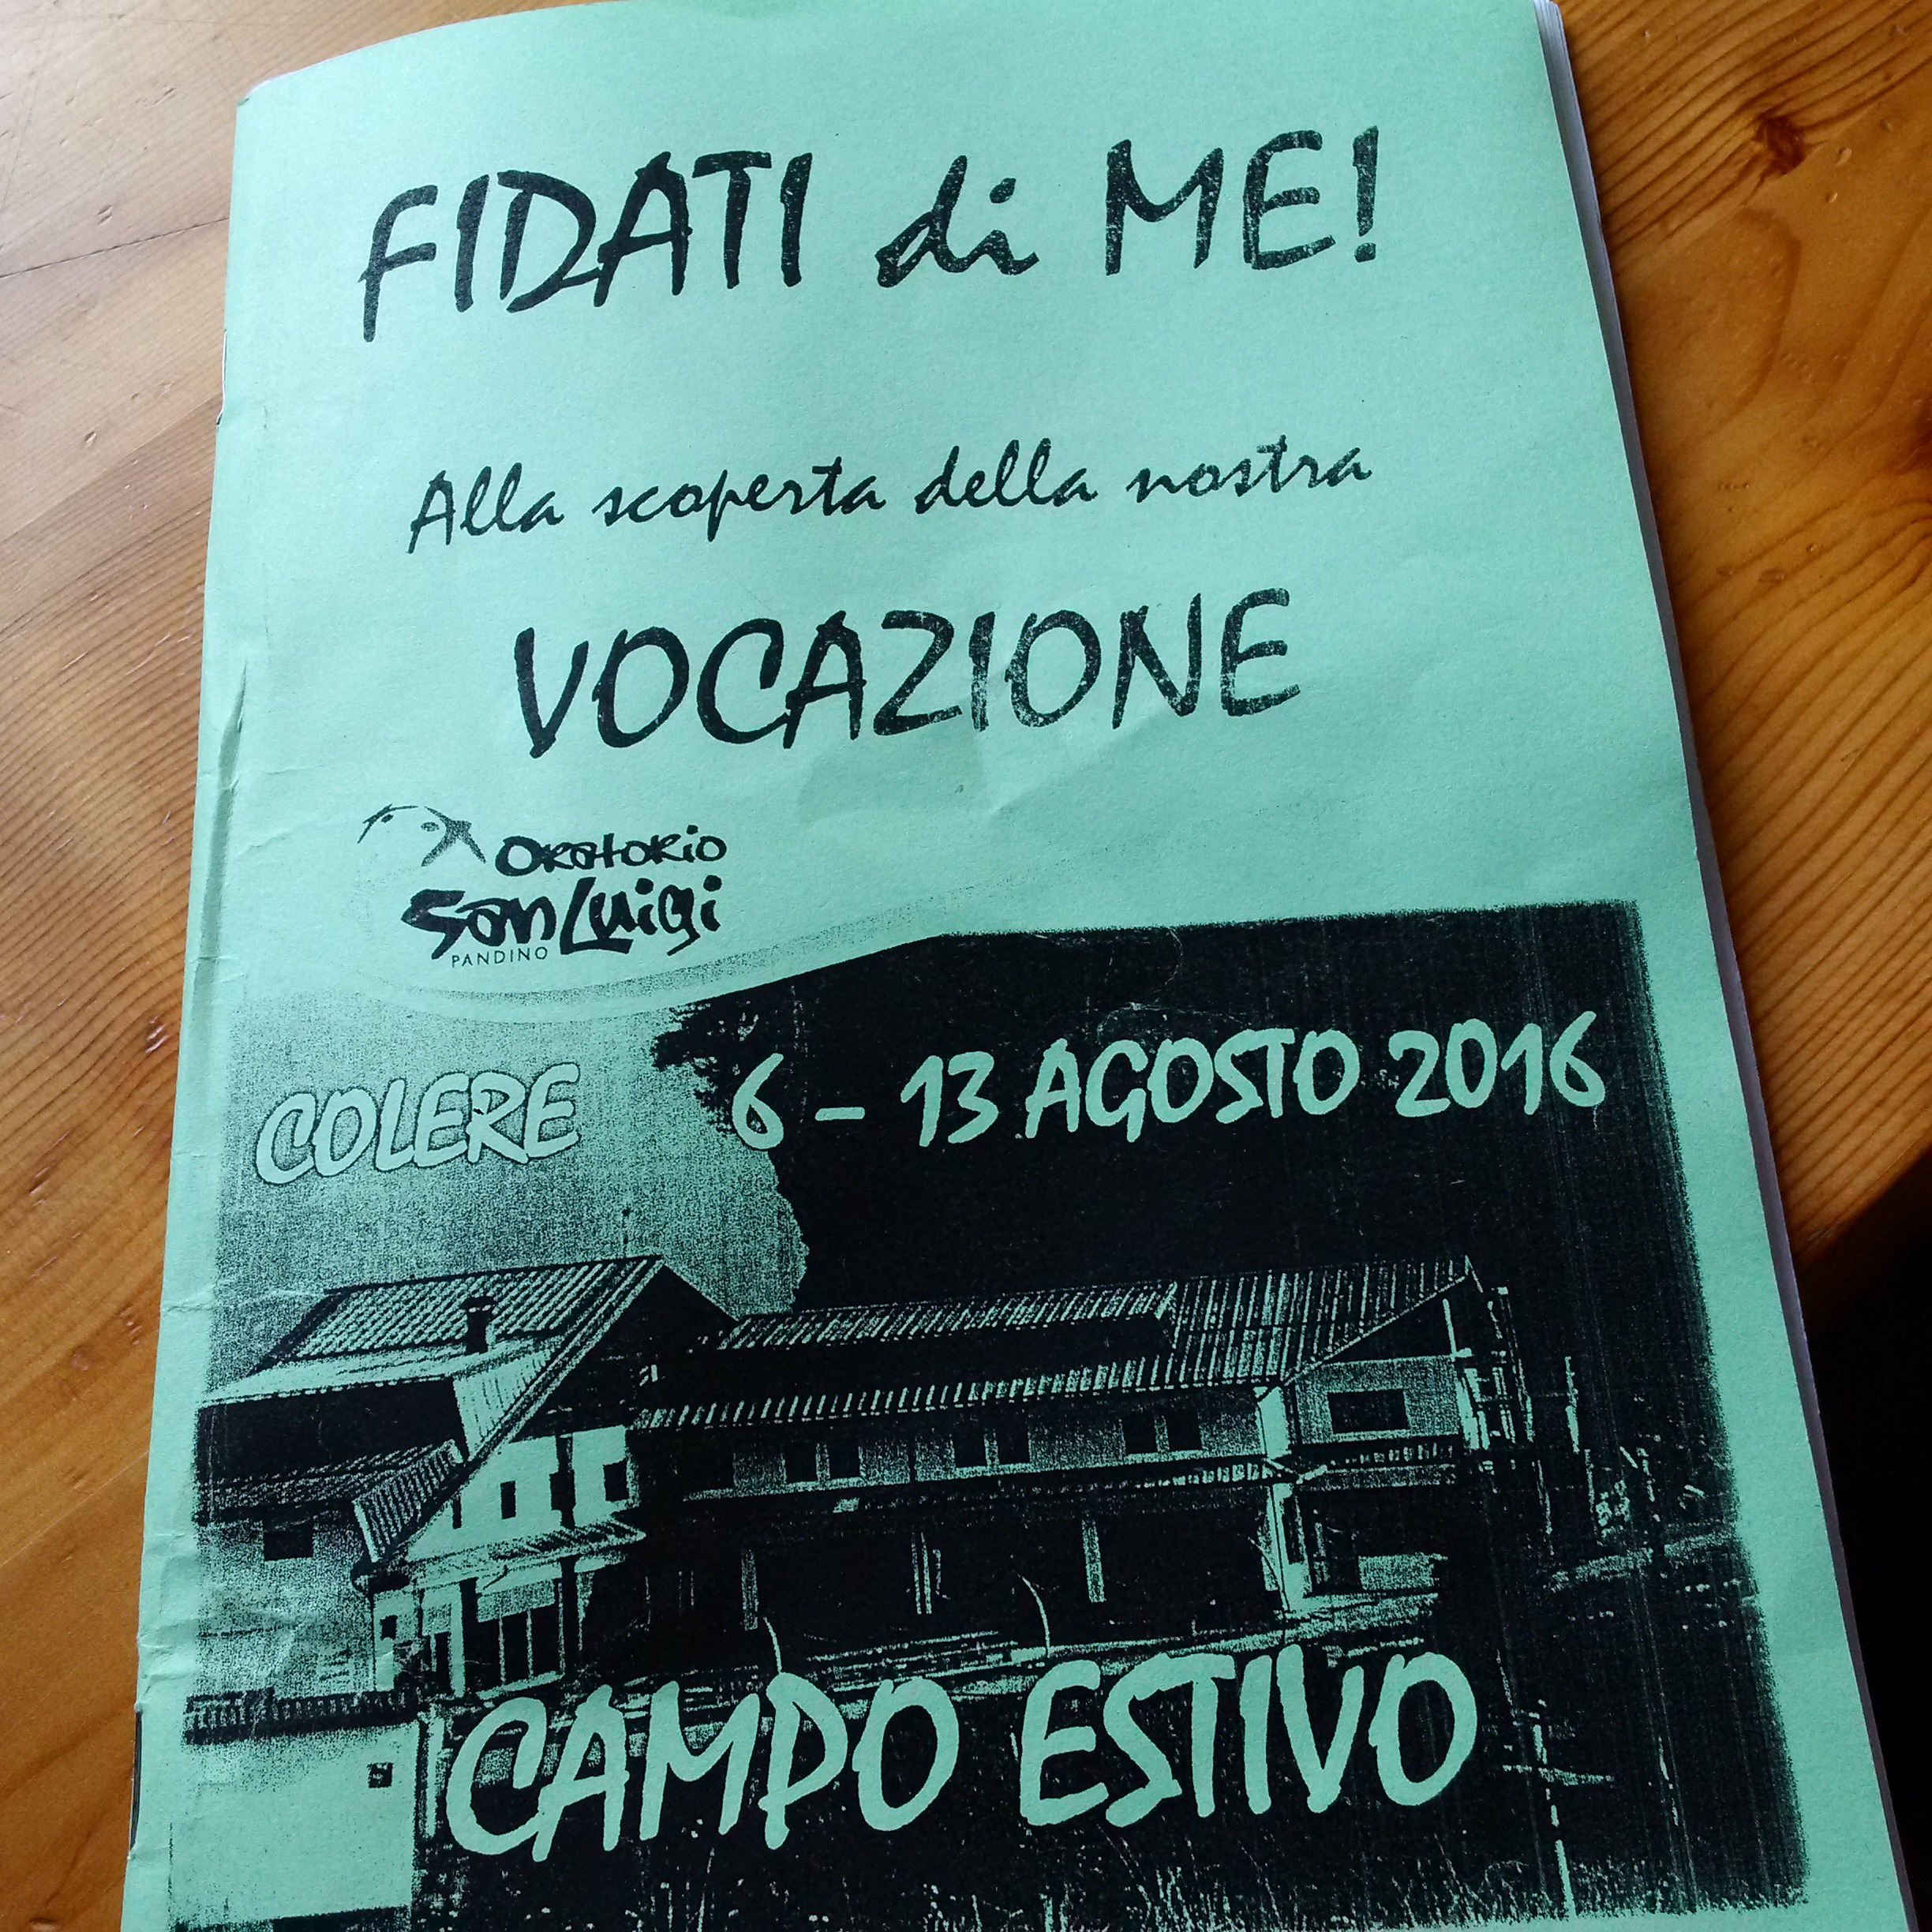 FIDATI di ME!
Alla scoperta della nostra
VOCAZIONE
ORatoRio
San Luigi
PANDINO
COLERE 6 – 13 AGOSTO 2016
CAMPO ESTIVO